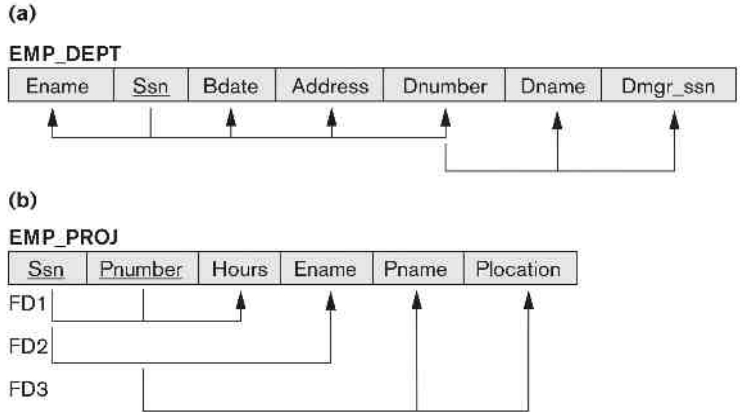 (a)
EMP_DEPT
Ename Ssn Bdate Address Dnumber Dname Dmgr_ssn
(b)
EMP_PROJ
Ssn Pnumber Hours Ename Pname Plocation
FD1
FD2
FD3